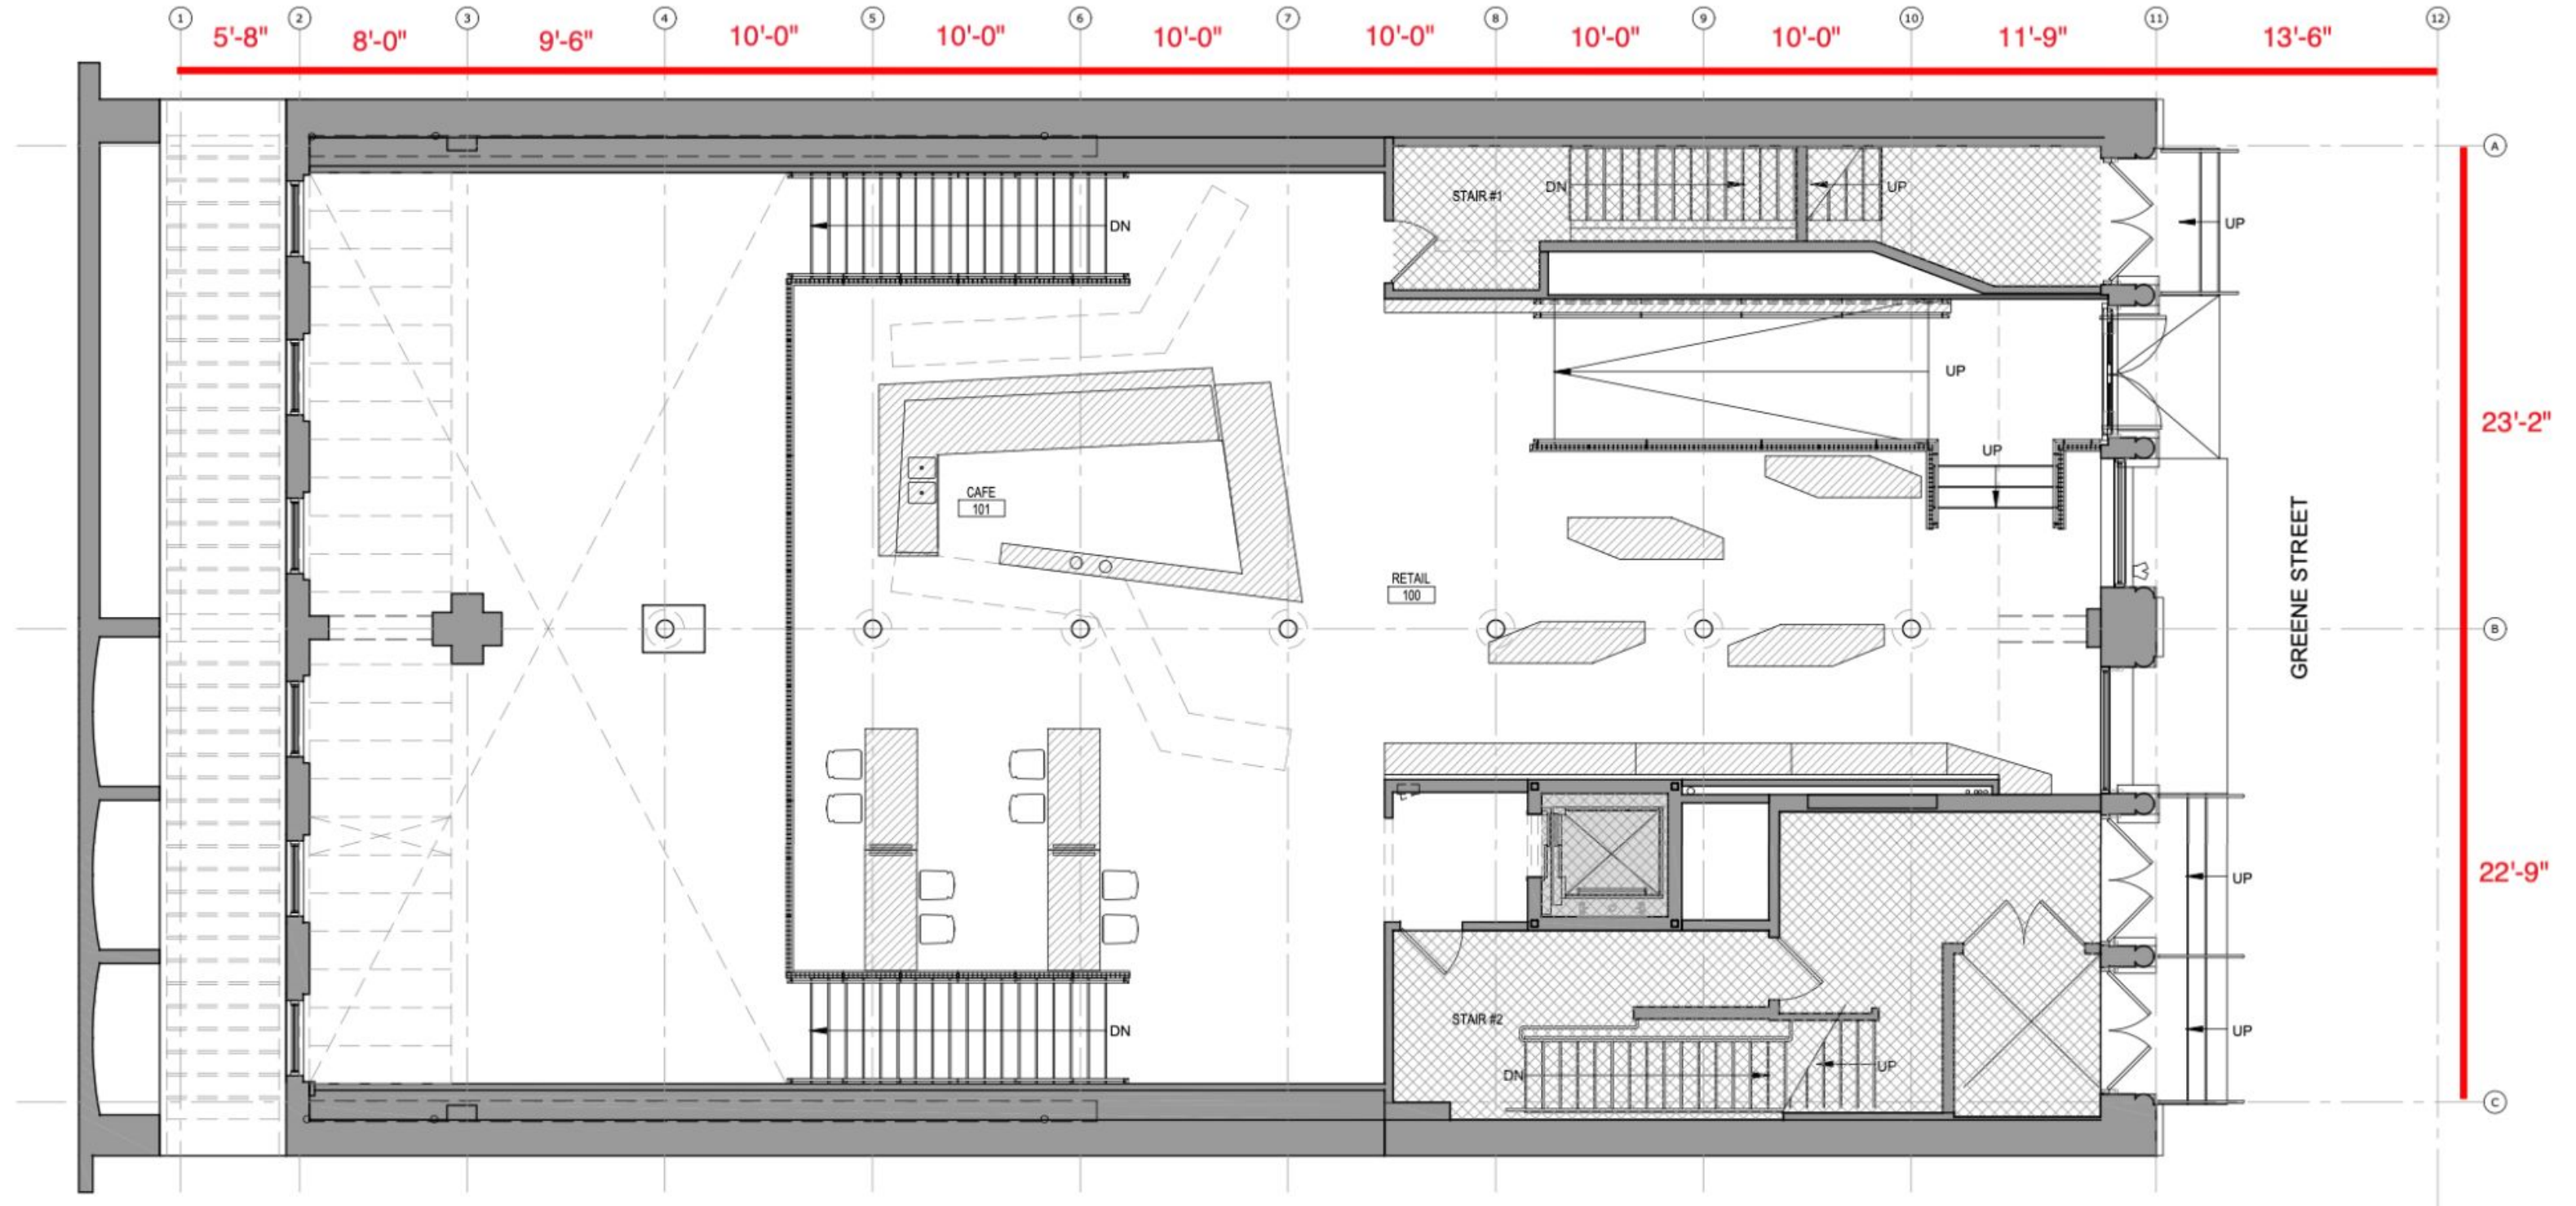 1 2 3 4 5 6 7 8 9 10 11 12
5'-8" 8'-0" 9'-6" 10'-0" 10'-0" 10'-0" 10'-0" 10'-0" 10'-0" 11'-9" 13'-6"
A
STAIR #1
DN
UP
UP
DN
UP
UP
23'-2"
CAFE
101
RETAIL
100
GREENE STREET
B
22'-9"
UP
STAIR #2
DN
DN
UP
UP
C